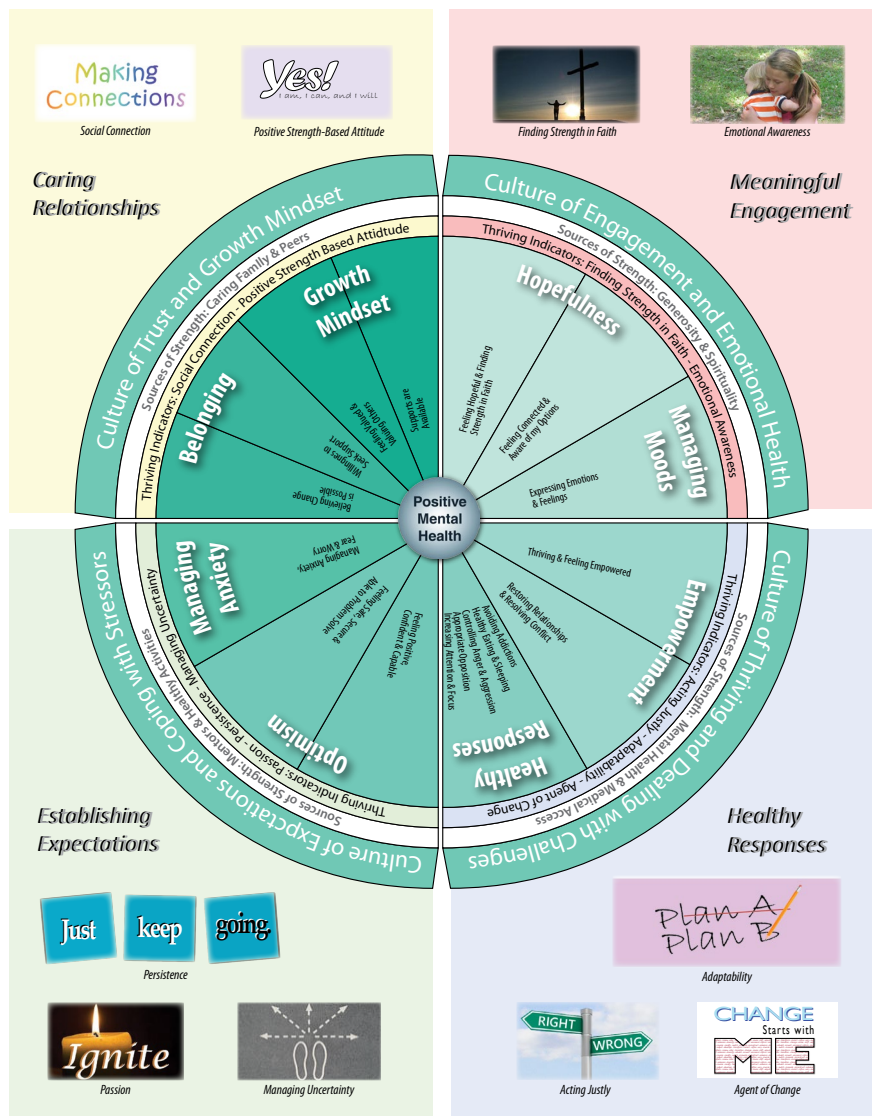 Making
Connections
Social Connection
Yes!
I am, I can, and I will
Positive Strength-Based Attitude
Finding Strength in Faith
Emotional Awareness
Caring
Relationships
Meaningful
Engagement
Culture of Trust and Growth Mindset
Sources of Strength: Caring Family & Peers
Thriving Indicators: Social Connection - Positive Strength Based Attidtude
Growth
Mindset
Belonging
Supports are
Available
Feeling Valued &
Valuing Others
Willingness to
Seek Support
Believing Change
is Possible
Culture of Engagement and Emotional Health
Sources of Strength: Generosity & Spirituality
Thriving Indicators: Finding Strength in Faith - Emotional Awareness
Hopefulness
Managing
Moods
Feeling Hopeful & Finding
Strength in Faith
Feeling Connected &
Aware of my Options
Expressing Emotions
& Feelings
Positive
Mental
Health
Managing
Anxiety
Optimism
Managing Anxiety,
Fear & Worry
Feeling Safe, Secure &
Able to Problem Solve
Feeling Positive,
Confident & Capable
Thriving Indicators: Passion - Persistence - Managing Uncertainty
Sources of Strength: Mentors & Healthy Activities
Culture of Expctations and Coping with Stressors
Thriving & Feeling Empowered
Restoring Relationships
& Resolving Conflict
Avoiding Addictions
Healthy Eating & Sleeping
Controlling Anger & Aggression
Appropriate Opposition
Increasing Attention & Focus
Empowerment
Healthy
Responses
Thriving Indicators: Acting Justly - Adaptability - Agent of Change
Sources of Strength: Mental Health & Medical Access
Culture of Thriving and Dealing with Challenges
Establishing
Expectations
Healthy
Responses
Just
keep
going.
Persistence
Ignite
Passion
Managing Uncertainty
Plan A
Plan B
Adaptability
RIGHT
WRONG
Acting Justly
CHANGE
Starts with
ME
Agent of Change